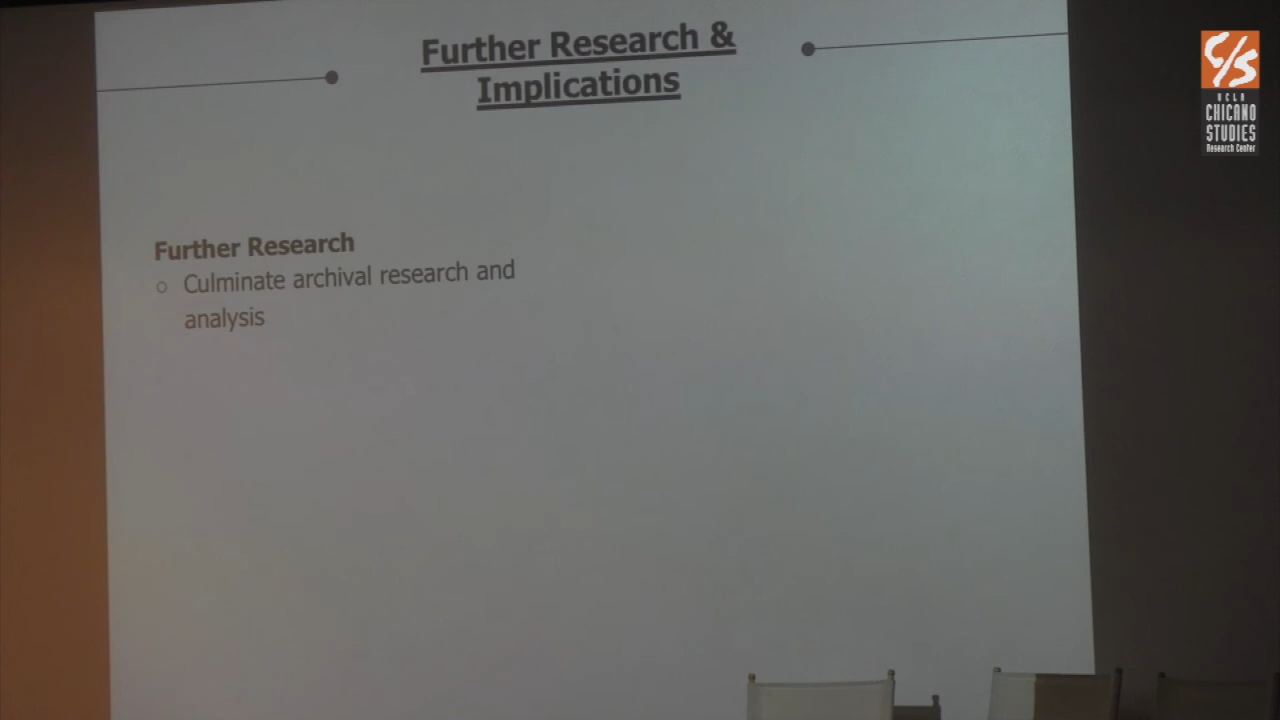 Further Research &
Implications
Further Research
○ Culminate archival research and
analysis
C/S
UCLA
CHICANO
STUDIES
Research Center